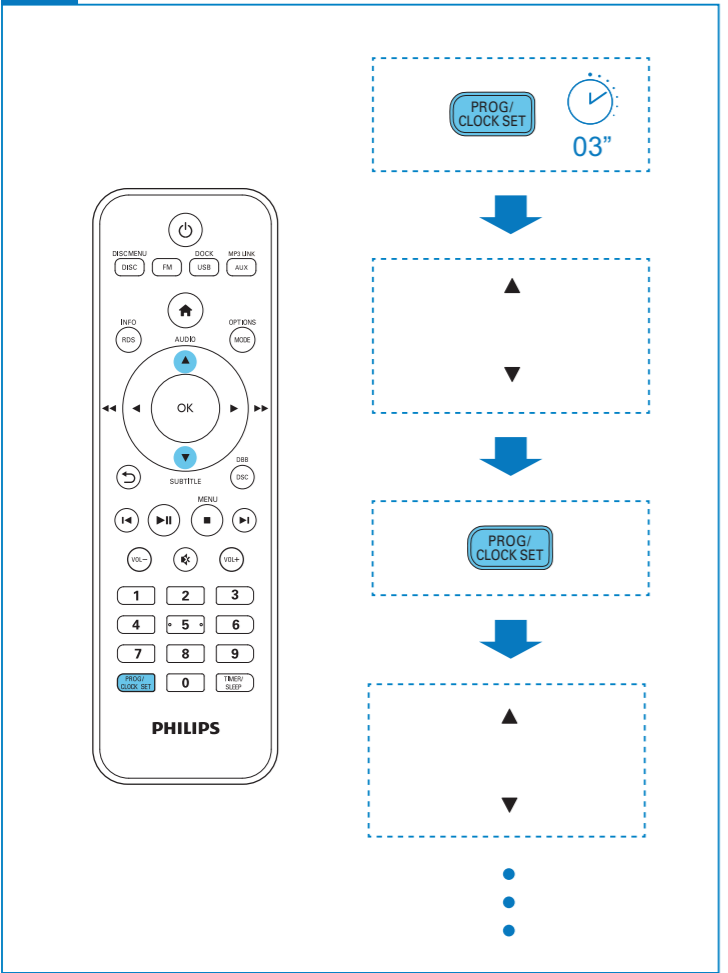 PROG/
CLOCK SET
03”
DISC MENU DOCK MP3 LINK
DISC FM USB AUX
INFO OPTIONS
RDS AUDIO MODE
OK
DBB
SUBTITLE DSC
MENU
VOL− VOL+
1 2 3
4 5 6
7 8 9
PROG/
CLOCK SET 0 TIMER/
SLEEP
PHILIPS
PROG/
CLOCK SET